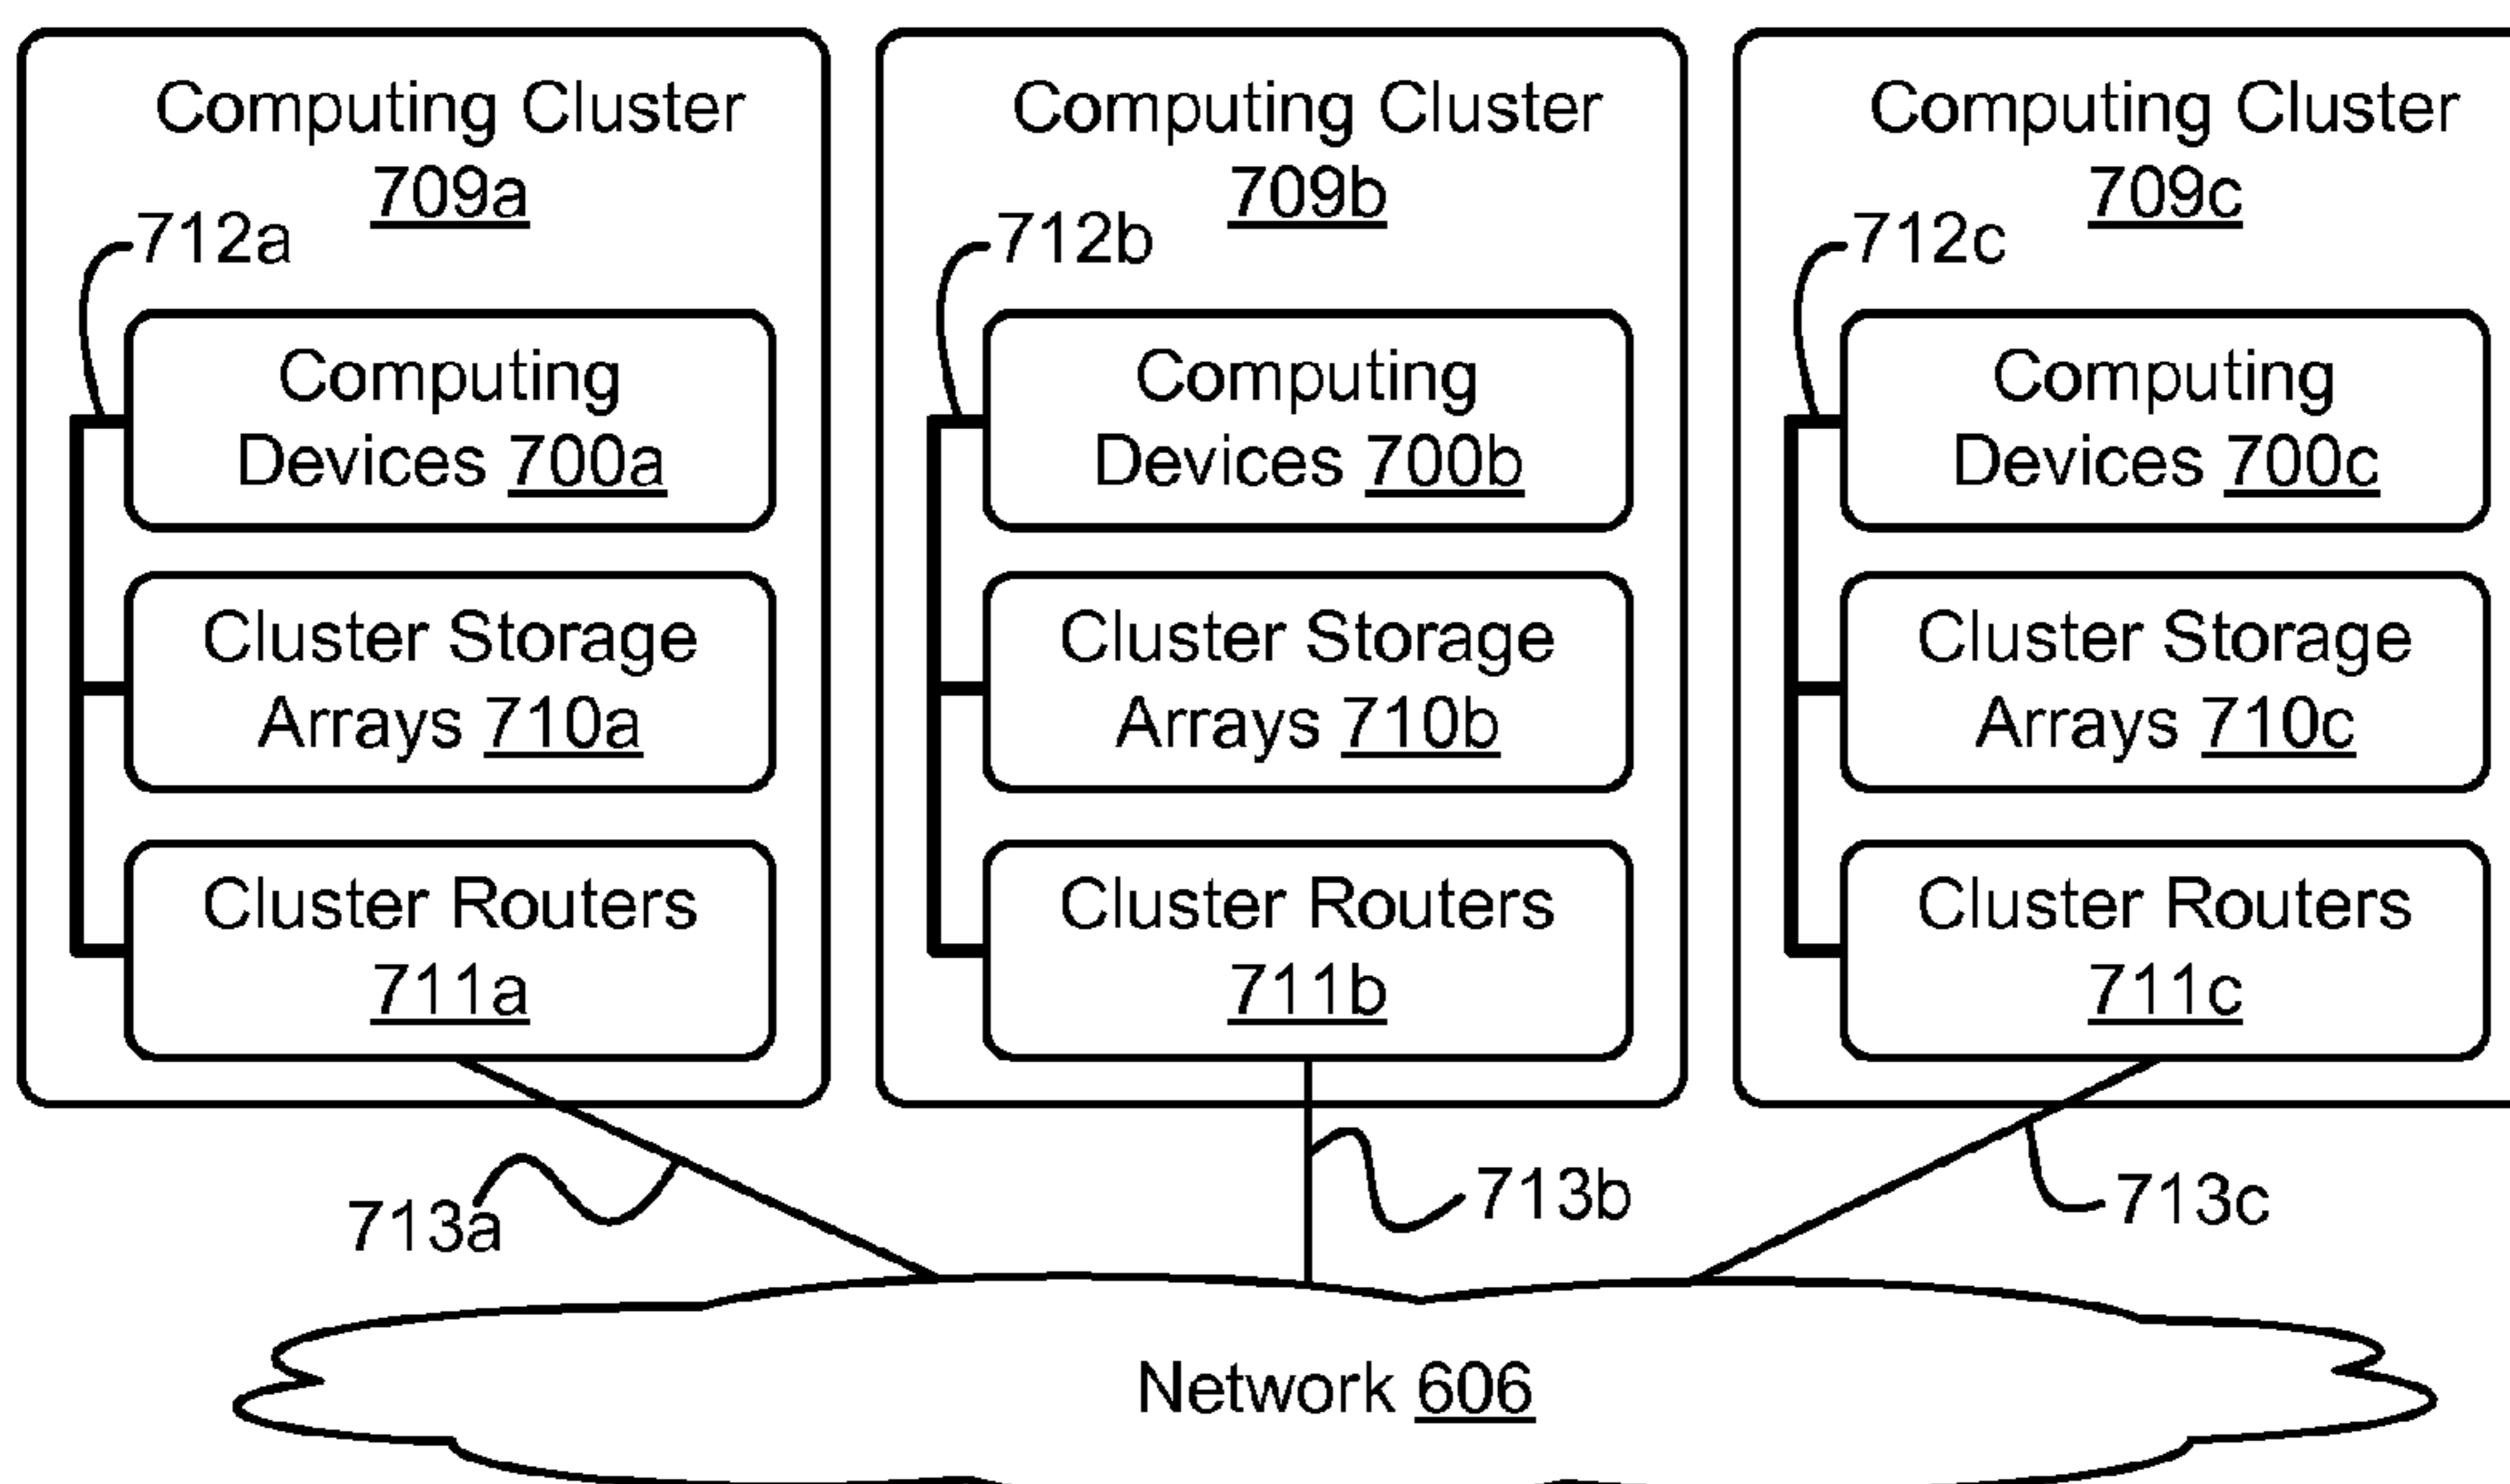 Computing Cluster
709a
712a
Computing
Devices 700a
Cluster Storage
Arrays 710a
Cluster Routers
711a
Computing Cluster
709b
712b
Computing
Devices 700b
Cluster Storage
Arrays 710b
Cluster Routers
711b
Computing Cluster
709c
712c
Computing
Devices 700c
Cluster Storage
Arrays 710c
Cluster Routers
711c
713a
713b
713c
Network 606